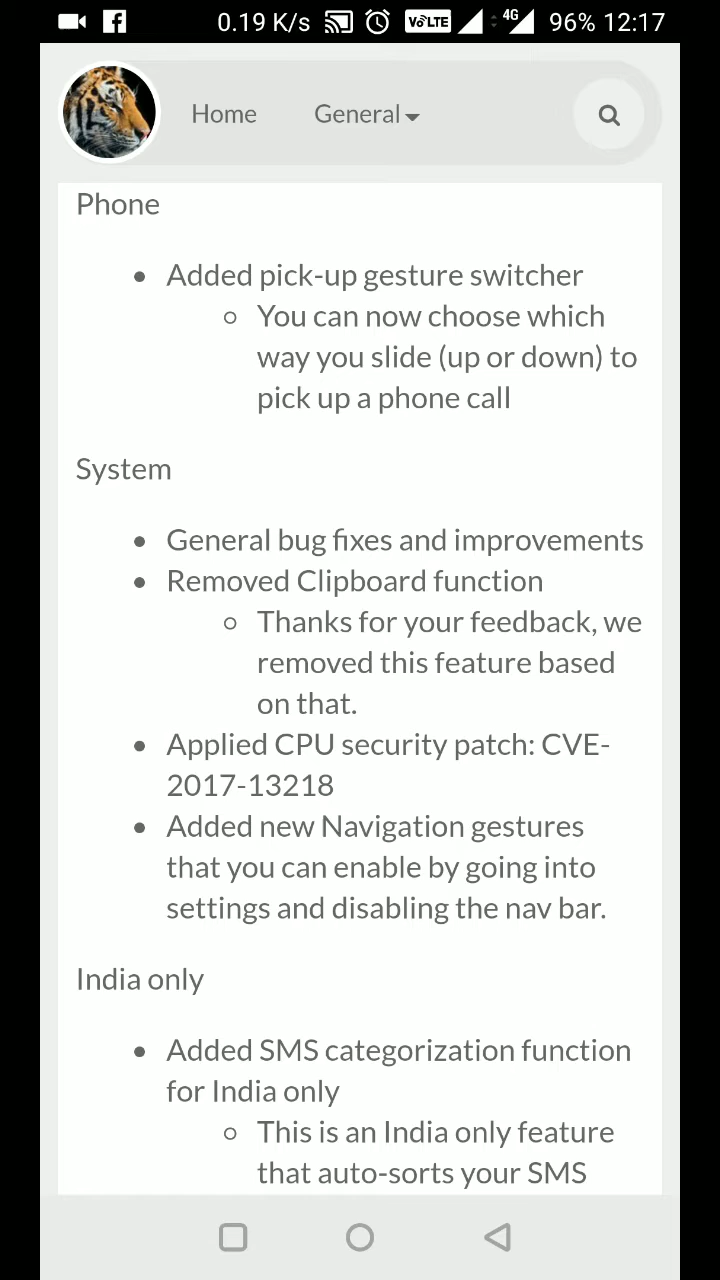 0.19 K/s VoLTE 4G 96% 12:17
Home General
Phone
• Added pick-up gesture switcher
○ You can now choose which
way you slide (up or down) to
pick up a phone call
System
• General bug fixes and improvements
• Removed Clipboard function
○ Thanks for your feedback, we
removed this feature based
on that.
• Applied CPU security patch: CVE-
2017-13218
• Added new Navigation gestures
that you can enable by going into
settings and disabling the nav bar.
India only
• Added SMS categorization function
for India only
○ This is an India only feature
that auto-sorts your SMS